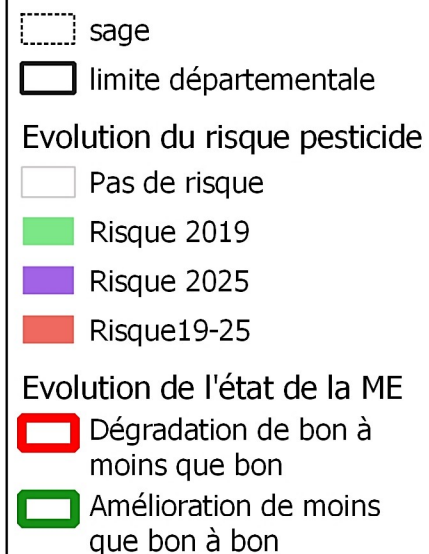 sage
limite départementale
Evolution du risque pesticide
Pas de risque
Risque 2019
Risque 2025
Risque19-25
Evolution de l'état de la ME
Dégradation de bon à
moins que bon
Amélioration de moins
que bon à bon